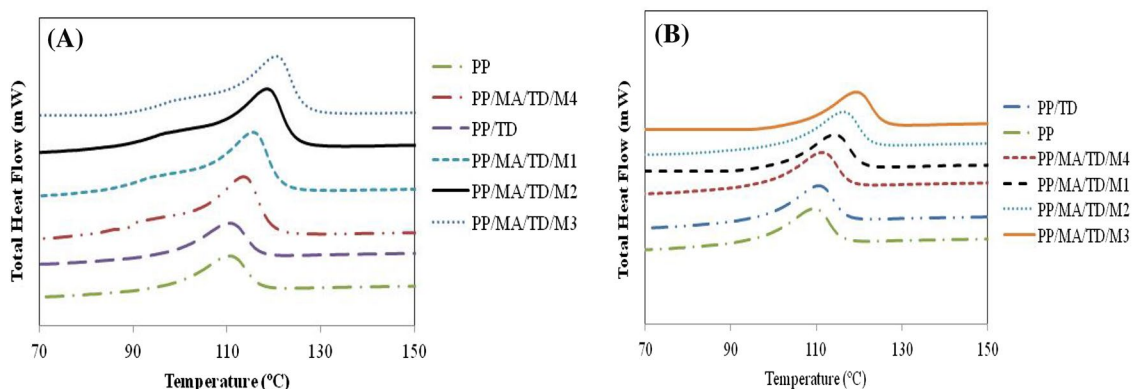 (A)
Total Heat Flow (mW)
70 90 110 130 150
Temperature (ºC)
PP
PP/MA/TD/M4
PP/TD
PP/MA/TD/M1
PP/MA/TD/M2
PP/MA/TD/M3
(B)
Total Heat Flow (mW)
70 90 110 130 150
Temperature (ºC)
PP/TD
PP
PP/MA/TD/M4
PP/MA/TD/M1
PP/MA/TD/M2
PP/MA/TD/M3